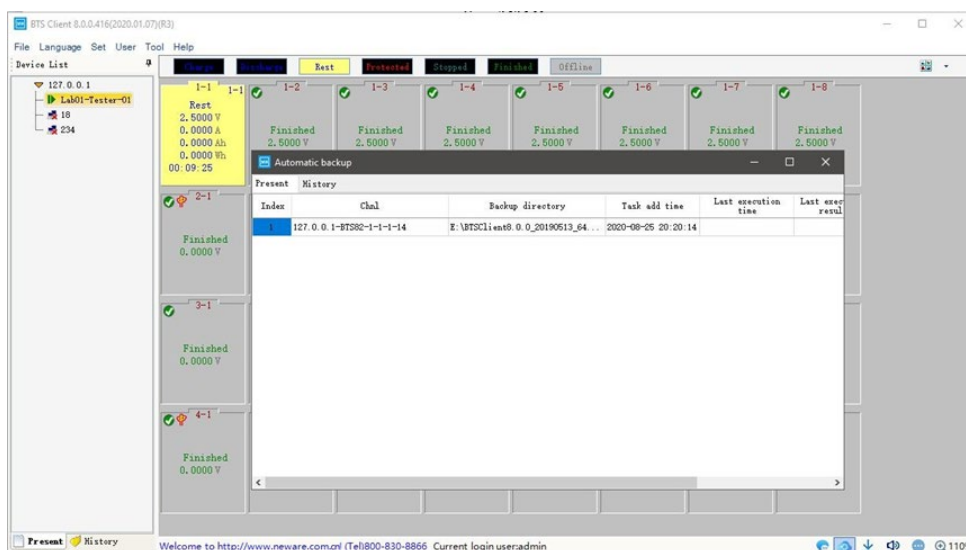 BTS Client 8.0.0.416(2020.01.07)(R3)
File Language Set User Tool Help
Device List
Charge Discharge Rest Protected Stopped Finished Offline
127.0.0.1
Lab01-Tester-01
18
234
1-1 1-1
Rest
2.5000 V
0.0000 A
0.0000 Ah
0.0000 Wh
00:09:25
1-2
Finished
2.5000 V
1-3
Finished
2.5000 V
1-4
Finished
2.5000 V
1-5
Finished
2.5000 V
1-6
Finished
2.5000 V
1-7
Finished
2.5000 V
1-8
Finished
2.5000 V
Automatic backup
Present History
Index Chnl Backup directory Task add time Last execution time Last exec resul
1 127.0.0.1-BTS82-1-1-1-14 E:\BTSClient8.0.0_20190513_64... 2020-08-25 20:20:14
2-1
Finished
0.0000 V
3-1
Finished
0.0000 V
4-1
Finished
0.0000 V
Present History
Welcome to http://www.neware.com.cn! (Tel)800-830-8866 Current login user:admin
110%